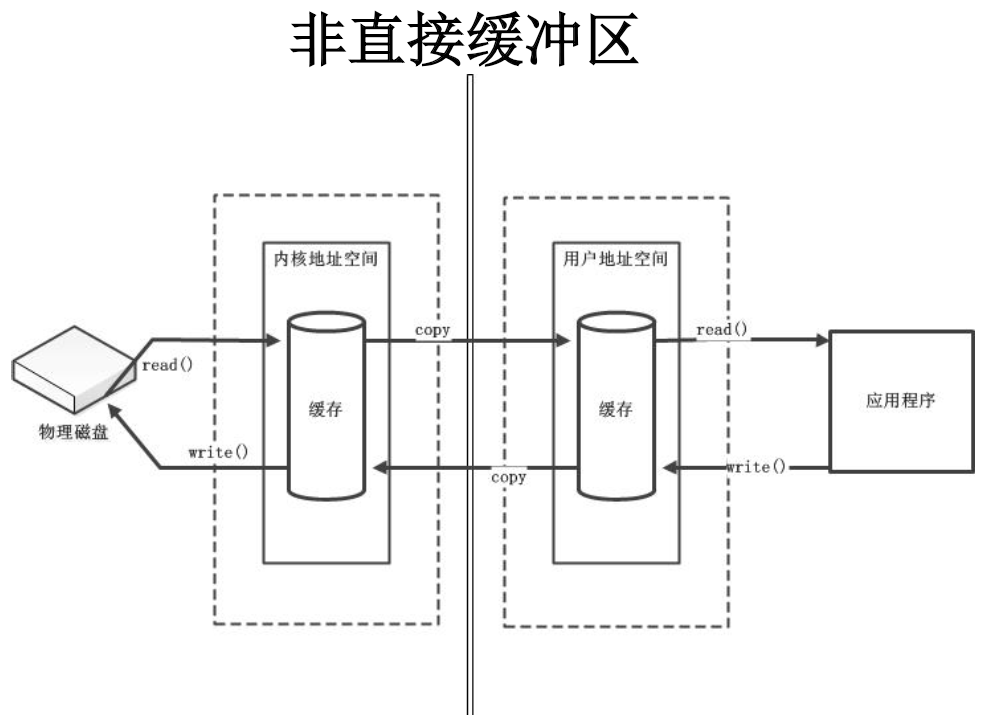 非直接缓冲区
内核地址空间
用户地址空间
copy
read()
read()
缓存
缓存
应用程序
物理磁盘
write()
copy
write()